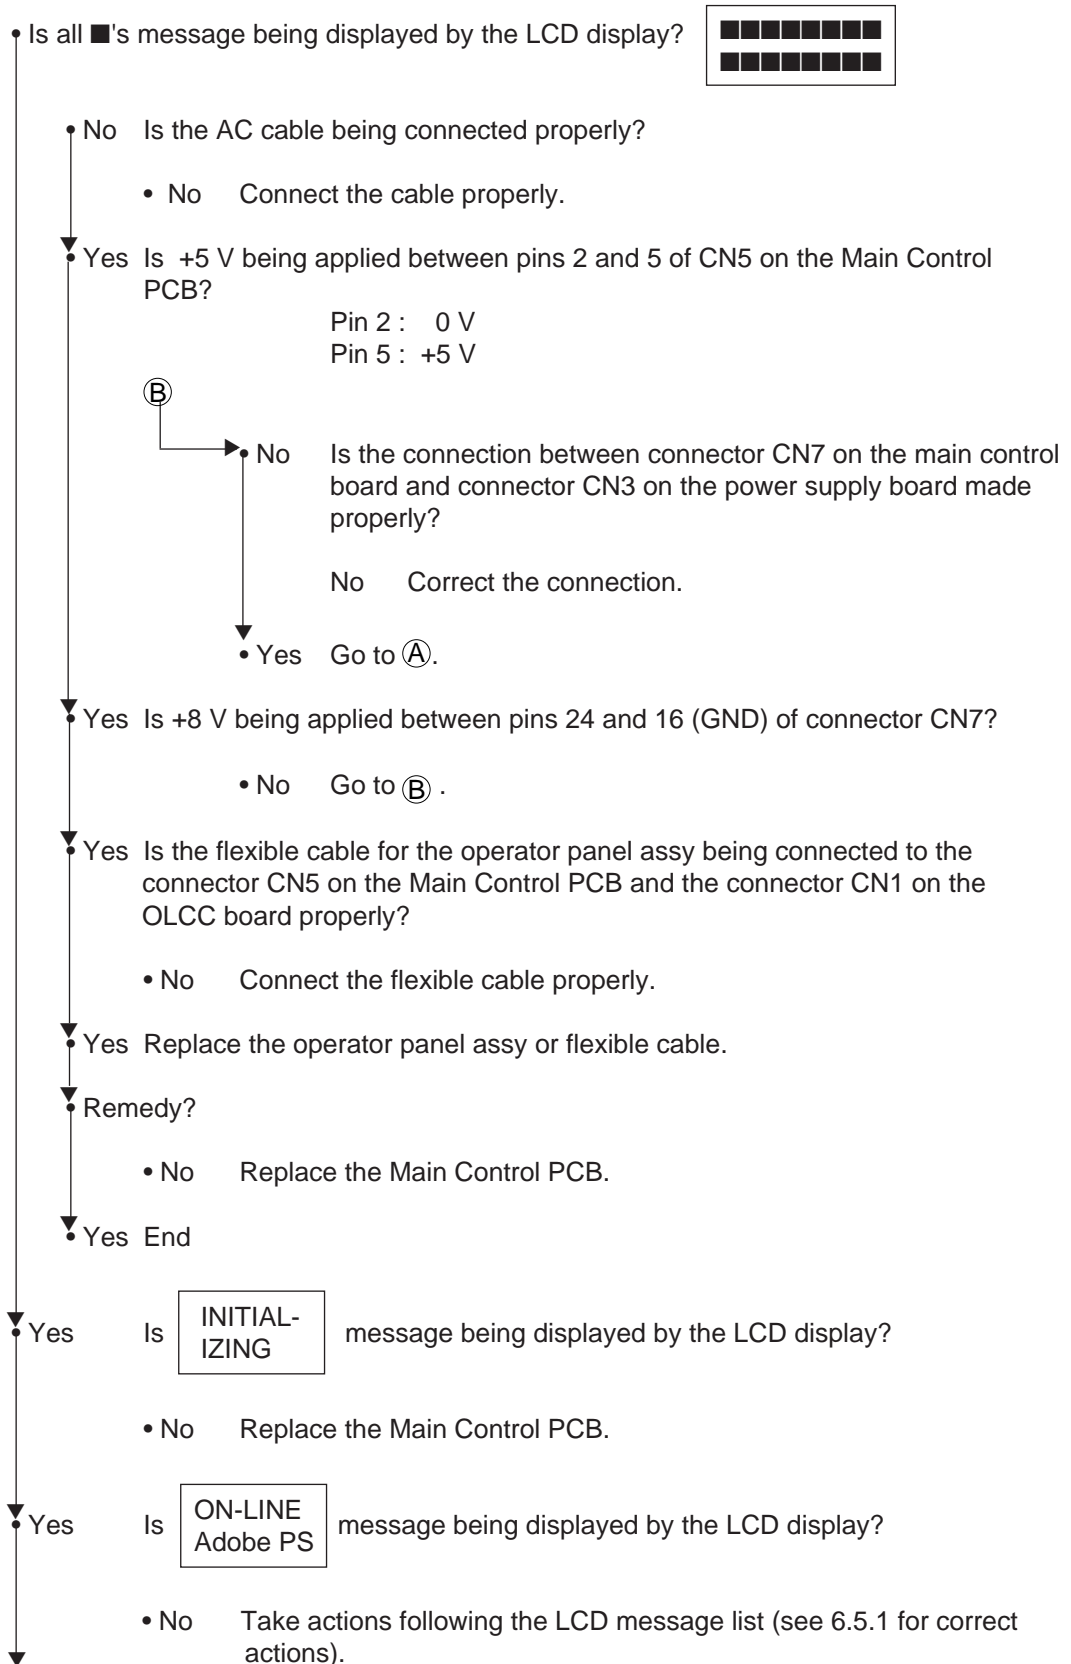 • Is all ■'s message being displayed by the LCD display? ■■■■■■■■
■■■■■■■■
• No Is the AC cable being connected properly?
• No Connect the cable properly.
• Yes Is +5 V being applied between pins 2 and 5 of CN5 on the Main Control
PCB?
Pin 2 : 0 V
Pin 5 : +5 V
Ⓑ
• No Is the connection between connector CN7 on the main control
board and connector CN3 on the power supply board made
properly?
No Correct the connection.
• Yes Go to Ⓐ.
• Yes Is +8 V being applied between pins 24 and 16 (GND) of connector CN7?
• No Go to Ⓑ .
• Yes Is the flexible cable for the operator panel assy being connected to the
connector CN5 on the Main Control PCB and the connector CN1 on the
OLCC board properly?
• No Connect the flexible cable properly.
• Yes Replace the operator panel assy or flexible cable.
• Remedy?
• No Replace the Main Control PCB.
• Yes End
• Yes Is INITIAL-
IZING message being displayed by the LCD display?
• No Replace the Main Control PCB.
• Yes Is ON-LINE
Adobe PS message being displayed by the LCD display?
• No Take actions following the LCD message list (see 6.5.1 for correct
actions).